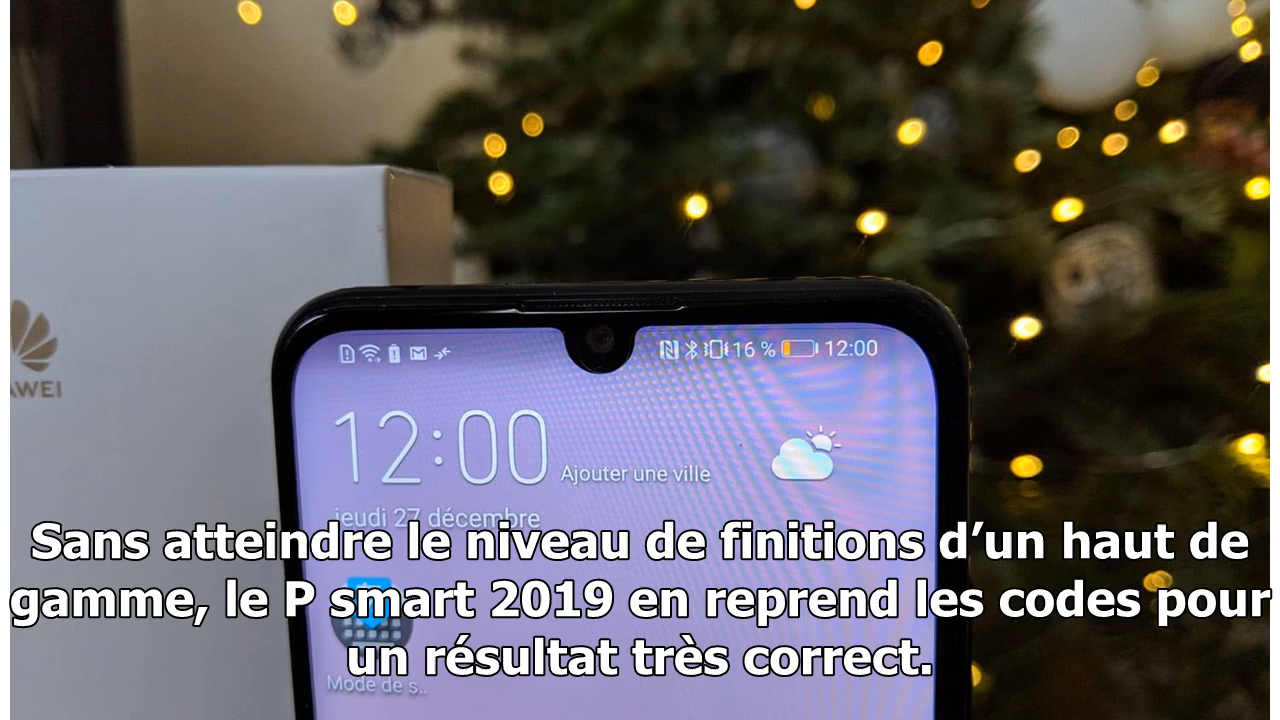 AWEI
16 % 12:00
12:00 Ajouter une ville
jeudi 27 décembre
Sans atteindre le niveau de finitions d’un haut de
gamme, le P smart 2019 en reprend les codes pour
un résultat très correct.
Mode de s..